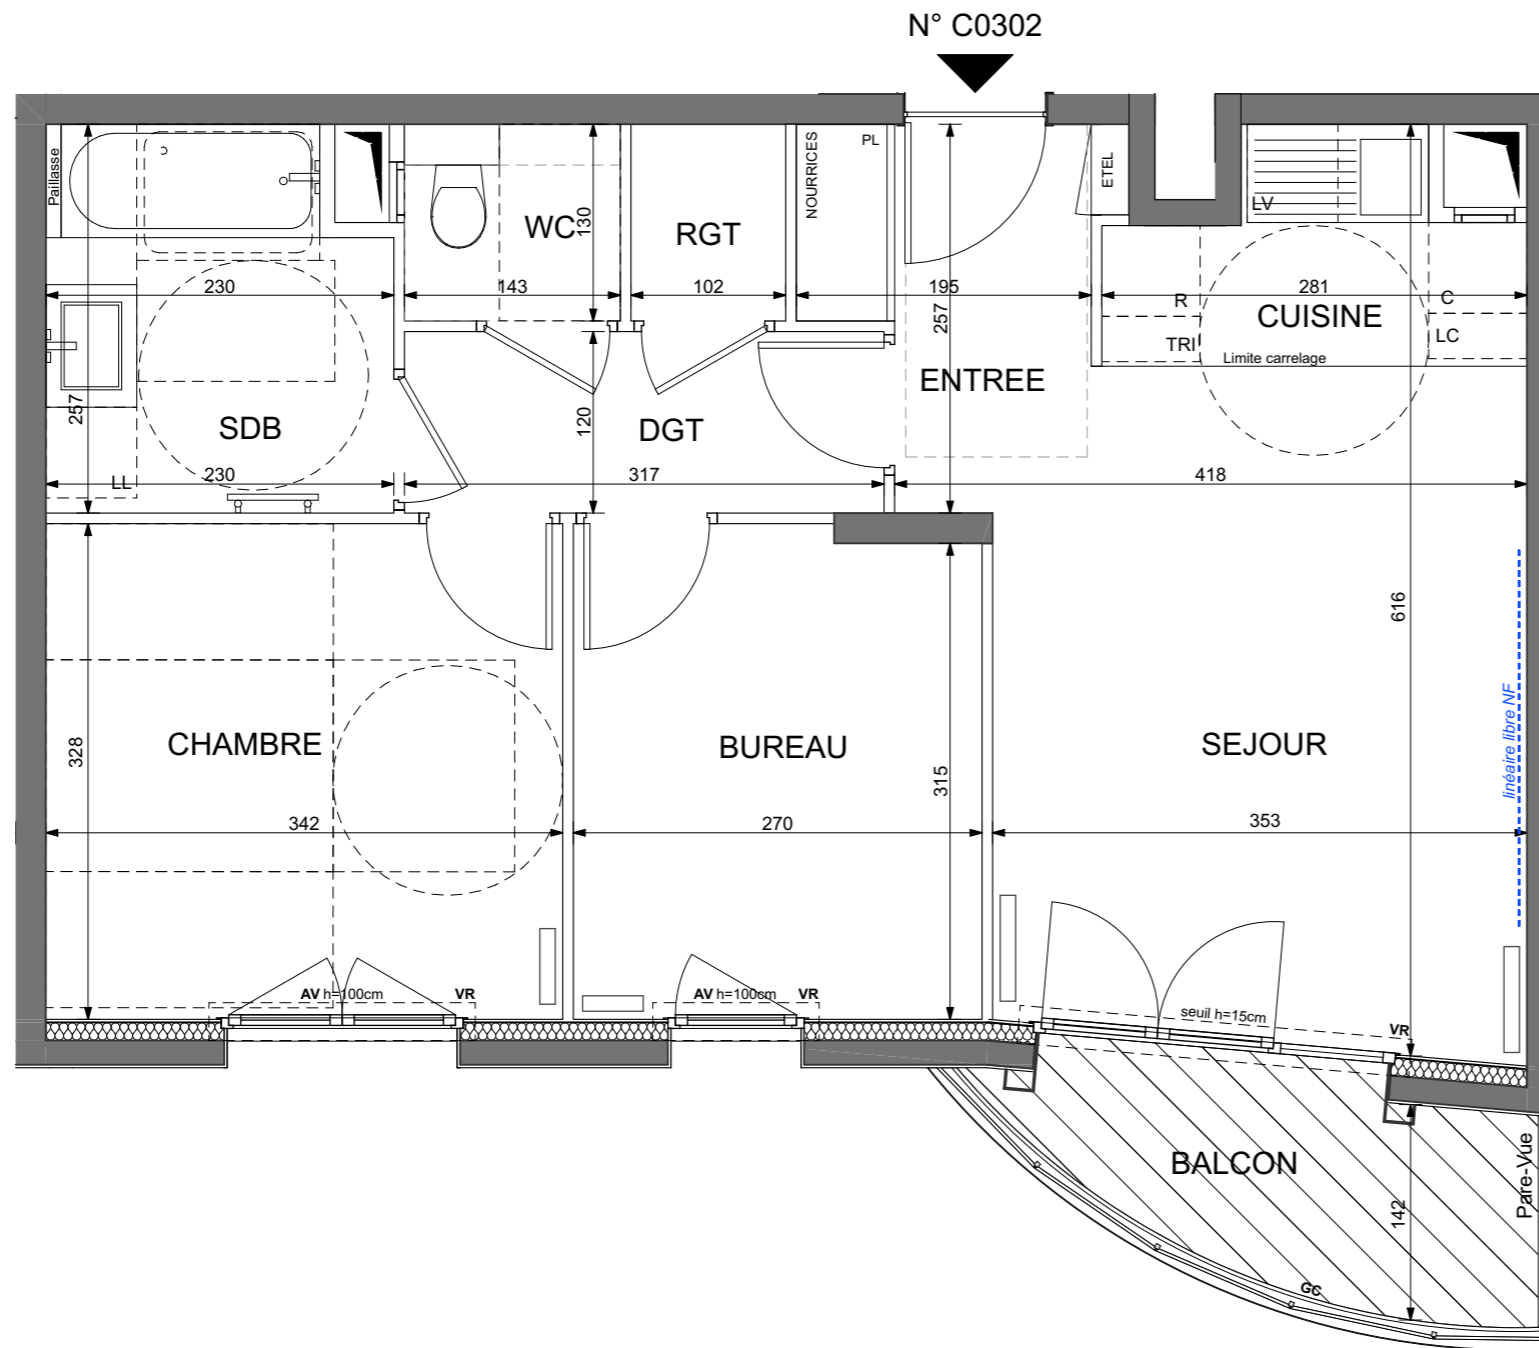 N° C0302
Paillasse
NOURRICES
PL
ETEL
LV
WC
130
RGT
230
143
102
195
281
257
R
CUISINE
C
TRI
LC
Limite carrelage
ENTREE
257
SDB
120
DGT
LL
230
317
418
616
linéaire libre NF
CHAMBRE
BUREAU
SEJOUR
328
315
342
270
353
AV h=100cm
VR
AV h=100cm
VR
seuil h=15cm
VR
BALCON
Pare-Vue
142
GC